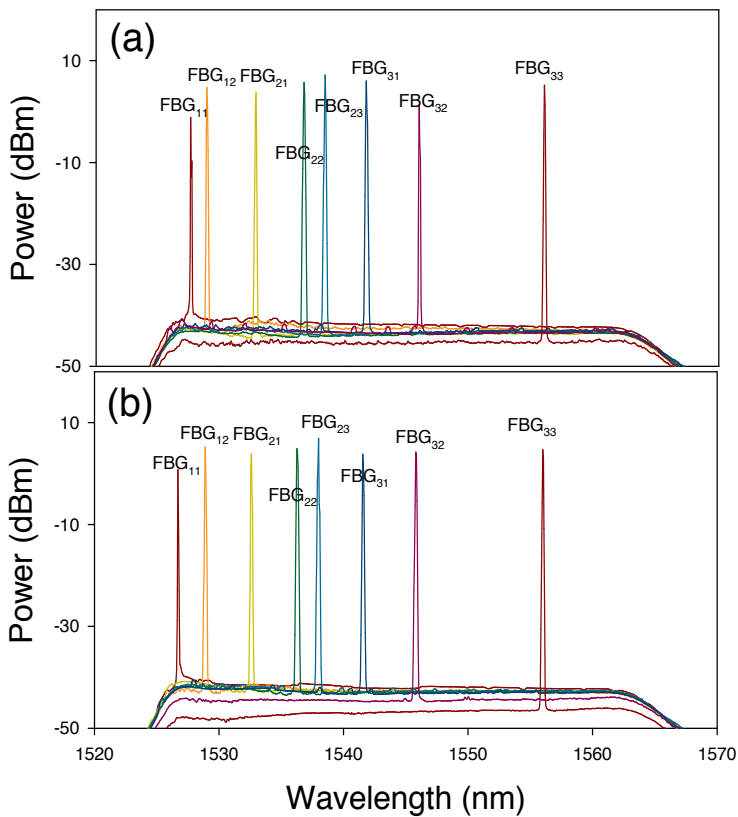 (a)
10
-10
-30
-50
Power (dBm)
FBG₁₁
FBG₁₂
FBG₂₁
FBG₂₂
FBG₂₃
FBG₃₁
FBG₃₂
FBG₃₃
(b)
10
-10
-30
-50
Power (dBm)
FBG₁₁
FBG₁₂
FBG₂₁
FBG₂₂
FBG₂₃
FBG₃₁
FBG₃₂
FBG₃₃
1520 1530 1540 1550 1560 1570
Wavelength (nm)